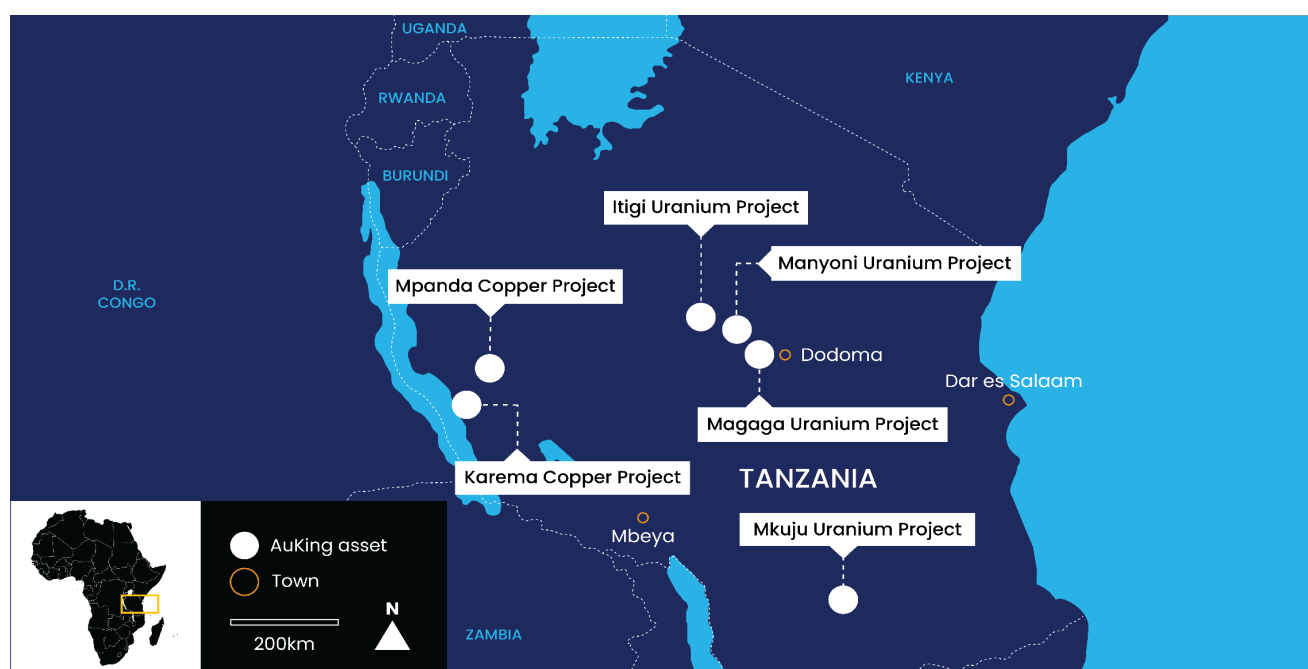 UGANDA
KENYA
RWANDA
BURUNDI
Itigi Uranium Project
Manyoni Uranium Project
D.R.
CONGO
Mpanda Copper Project
Dodoma
Dar es Salaam
Magaga Uranium Project
Karema Copper Project
TANZANIA
Mbeya
Mkuju Uranium Project
AuKing asset
Town
200km
N
ZAMBIA